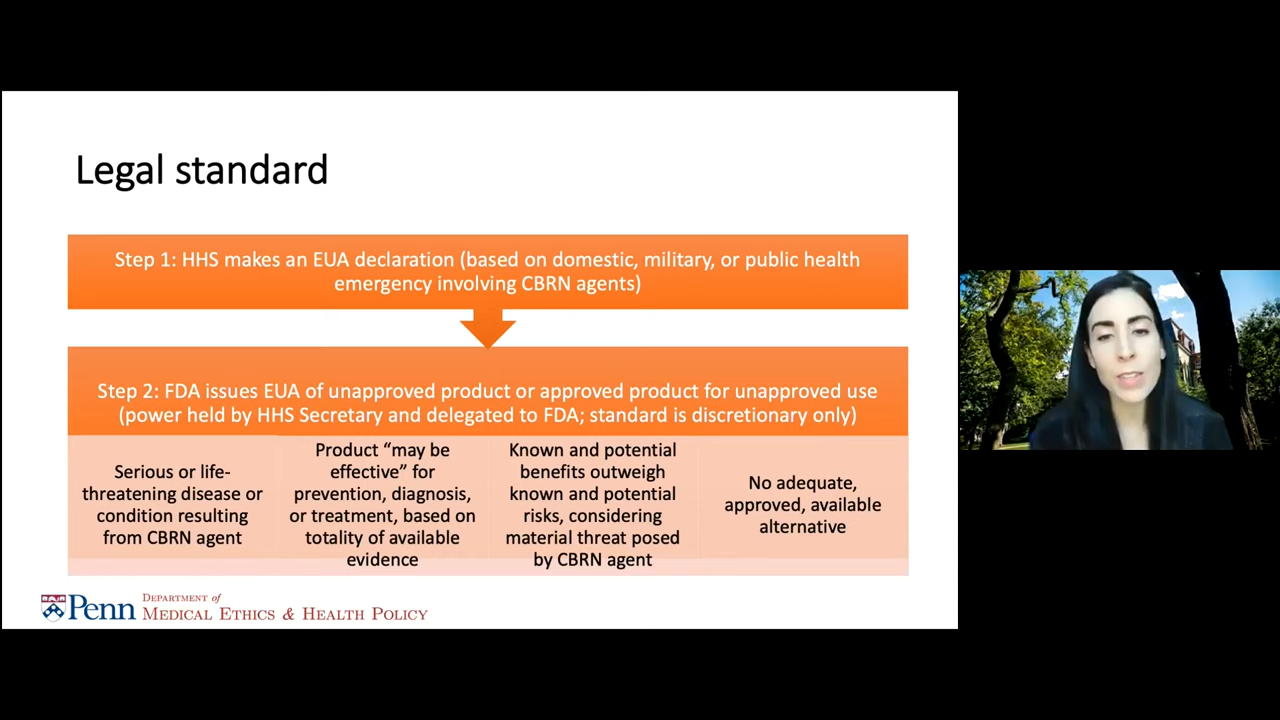 Legal standard
Step 1: HHS makes an EUA declaration (based on domestic, military, or public health
emergency involving CBRN agents)
Step 2: FDA issues EUA of unapproved product or approved product for unapproved use
(power held by HHS Secretary and delegated to FDA; standard is discretionary only)
Serious or life-
threatening disease or
condition resulting
from CBRN agent
Product “may be
effective” for
prevention, diagnosis,
or treatment, based on
totality of available
evidence
Known and potential
benefits outweigh
known and potential
risks, considering
material threat posed
by CBRN agent
No adequate,
approved, available
alternative
Penn
DEPARTMENT of
MEDICAL ETHICS & HEALTH POLICY